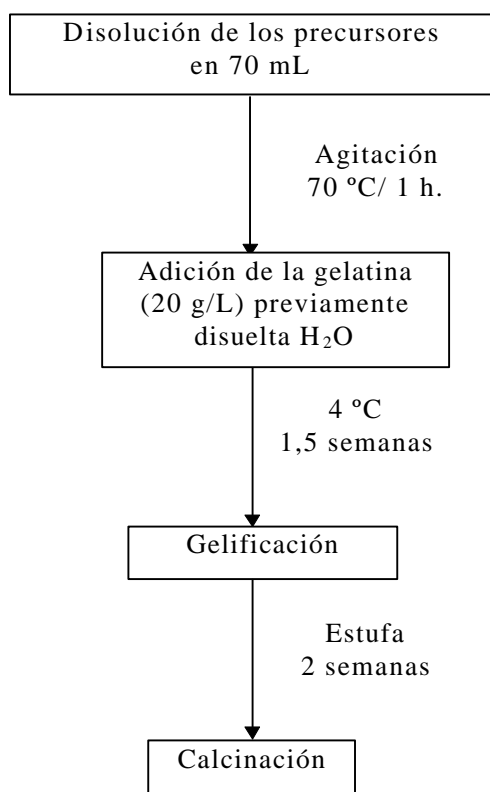 Disolución de los precursores
en 70 mL
Agitación
70 ºC/ 1 h.
Adición de la gelatina
(20 g/L) previamente
disuelta H₂O
4 ºC
1,5 semanas
Gelificación
Estufa
2 semanas
Calcinación